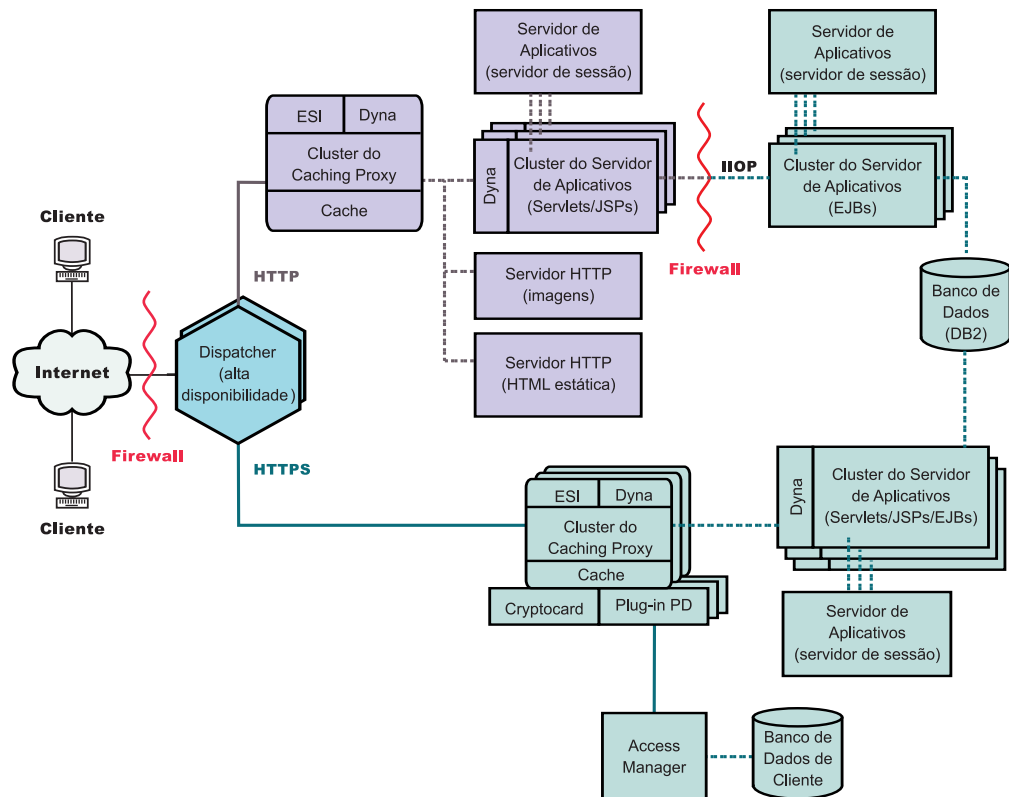 Servidor de
Aplicativos
(servidor de sessão)
Servidor de
Aplicativos
(servidor de sessão)
ESI
Dyna
Cluster do
Caching Proxy
Cache
Dyna
Cluster do Servidor
de Aplicativos
(Servlets/JSPs)
IIOP
Cluster do Servidor
de Aplicativos
(EJBs)
Cliente
HTTP
Firewall
Servidor HTTP
(imagens)
Banco de
Dados
(DB2)
Servidor HTTP
(HTML estática)
Internet
Dispatcher
(alta
disponibilidade)
Firewall
HTTPS
Cliente
ESI
Dyna
Cluster do
Caching Proxy
Cache
Cryptocard
Plug-in PD
Dyna
Cluster do Servidor
de Aplicativos
(Servlets/JSPs/EJBs)
Servidor de
Aplicativos
(servidor de sessão)
Access
Manager
Banco de
Dados de
Cliente